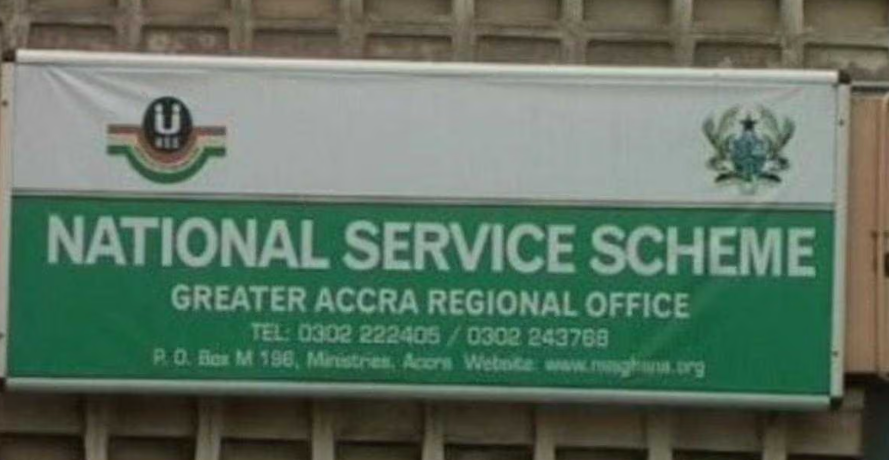 NSS
NATIONAL SERVICE SCHEME
GREATER ACCRA REGIONAL OFFICE
TEL: 0302 222405 / 0302 243768
P. O. Box M 196, Ministries, Accra Website: www.nssghana.org